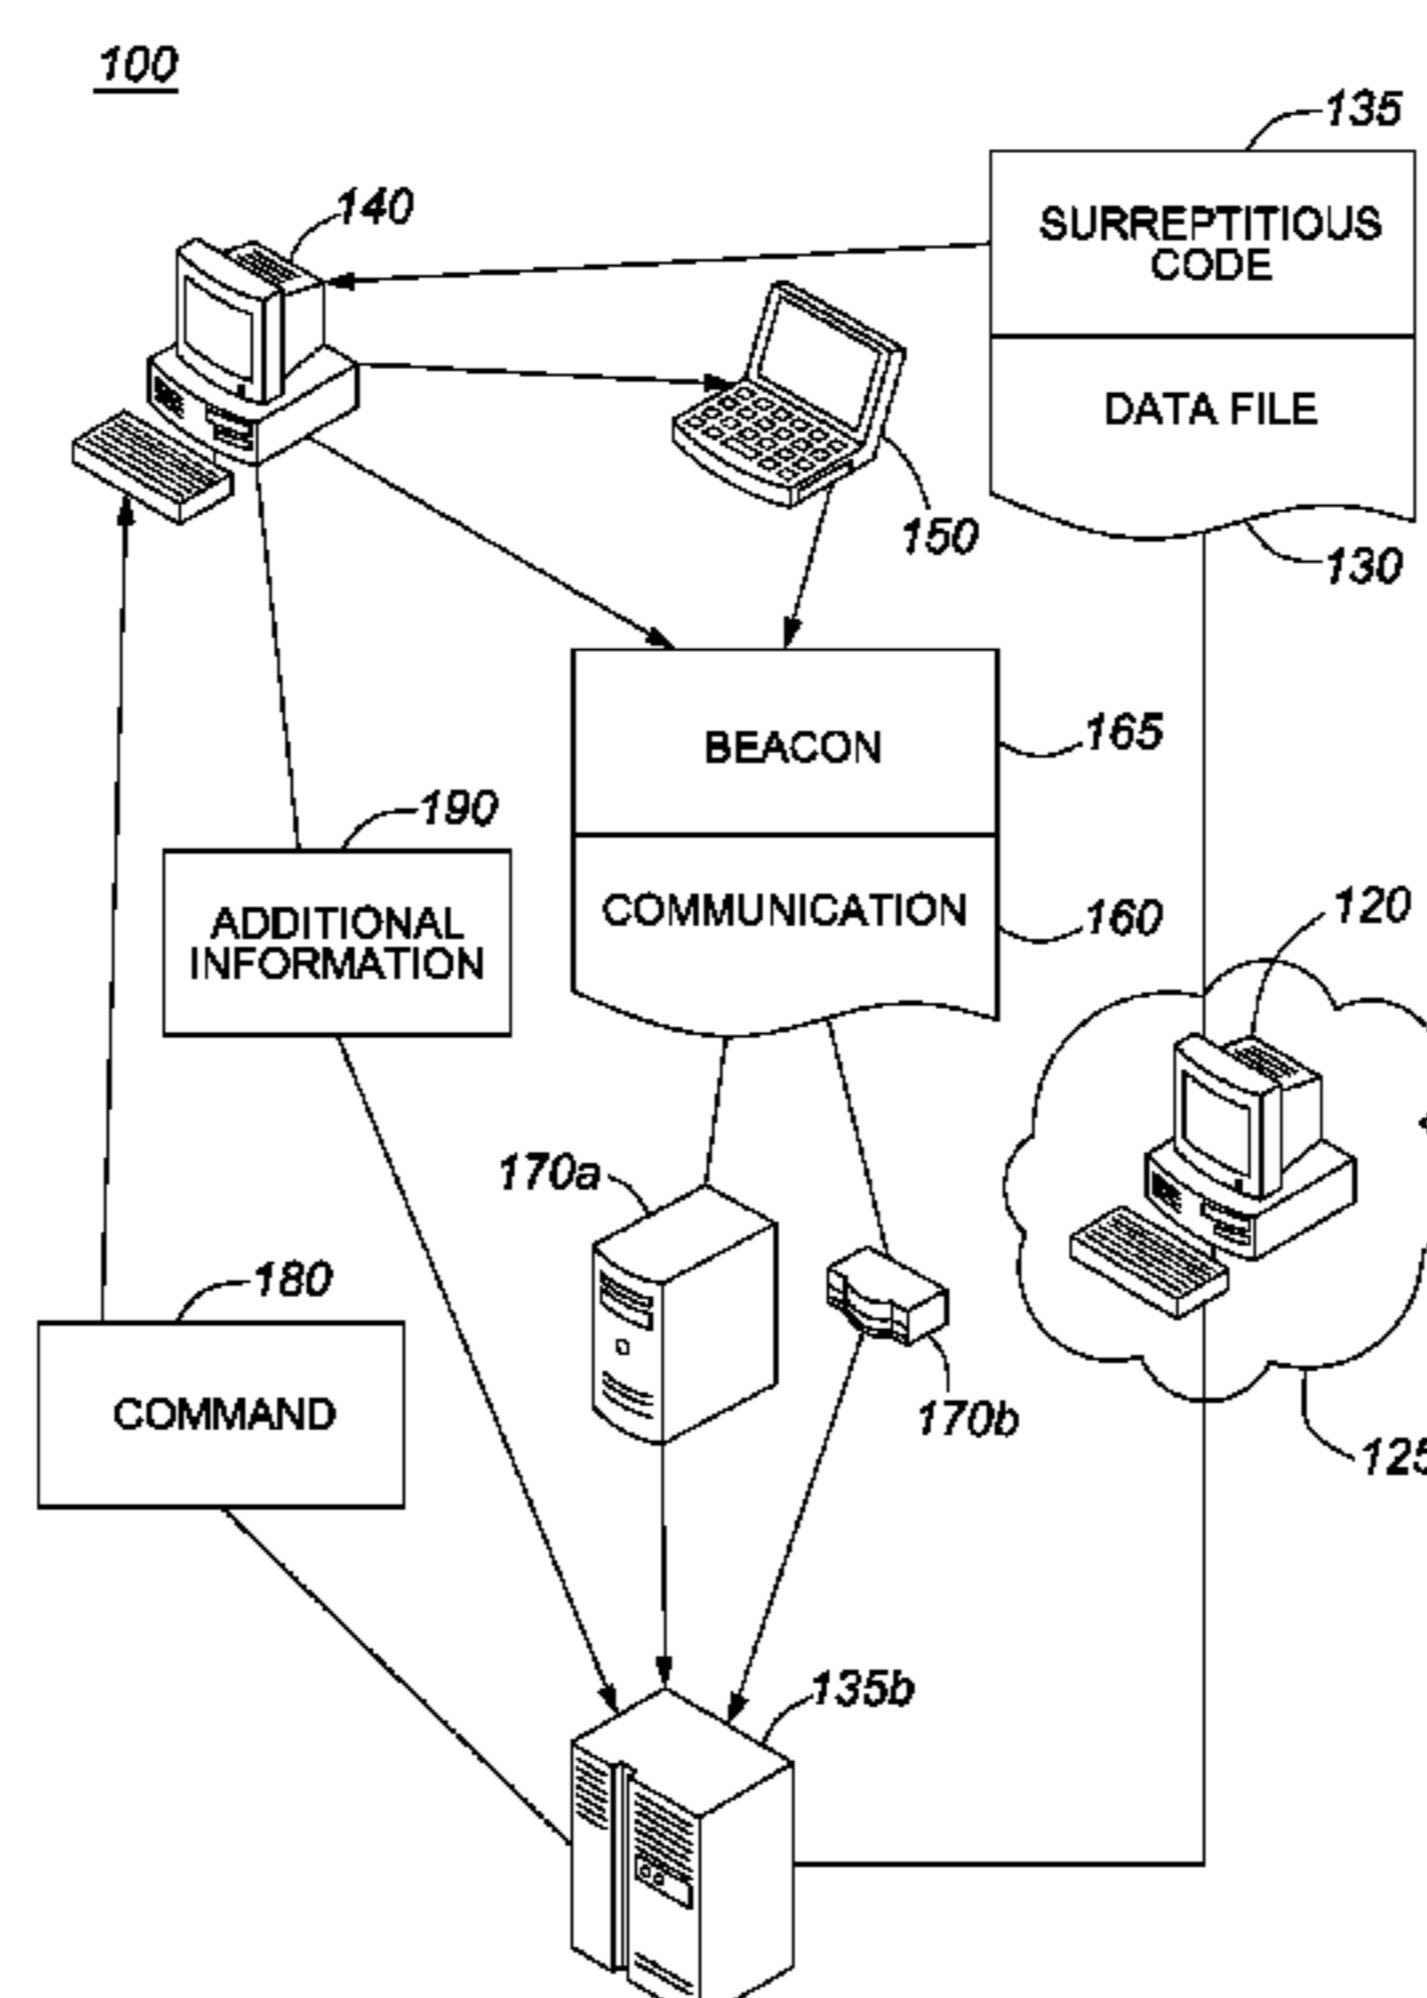 100
135
SURREPTITIOUS
CODE
140
DATA FILE
150
130
BEACON
165
190
ADDITIONAL
INFORMATION
COMMUNICATION
160
120
170a
180
COMMAND
170b
125
135b